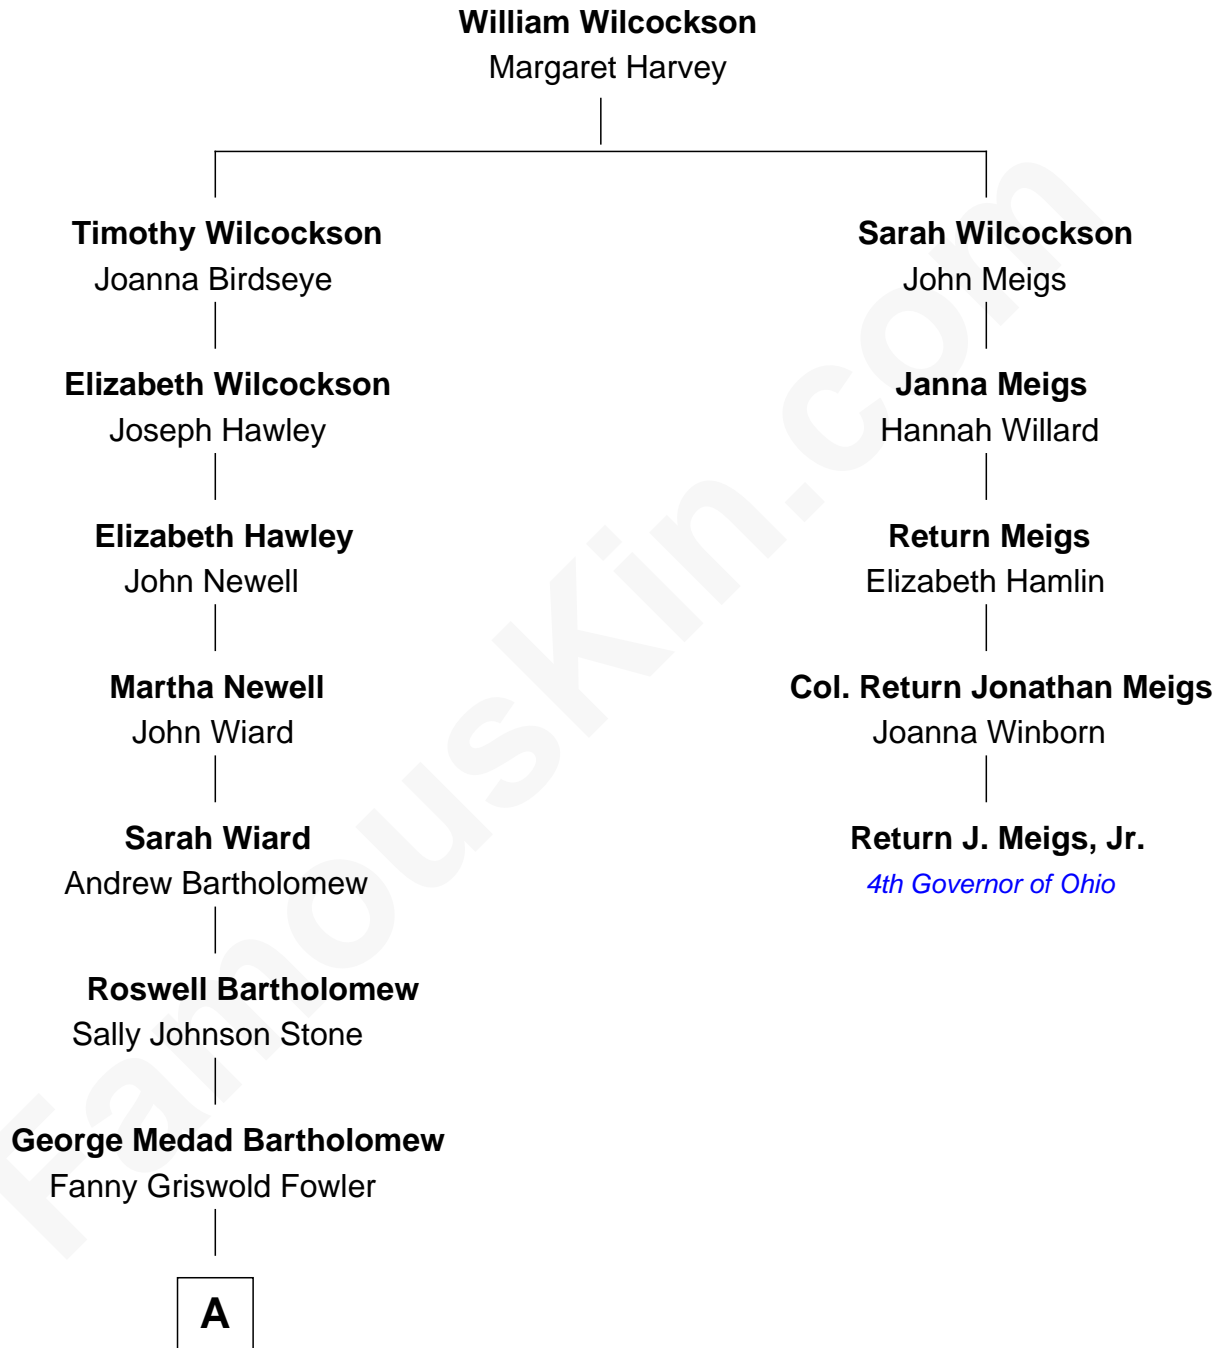 William Wilcockson
Margaret Harvey
Timothy Wilcockson
Joanna Birdseye
Elizabeth Wilcockson
Joseph Hawley
Elizabeth Hawley
John Newell
Martha Newell
John Wiard
Sarah Wiard
Andrew Bartholomew
Roswell Bartholomew
Sally Johnson Stone
George Medad Bartholomew
Fanny Griswold Fowler
A
Sarah Wilcockson
John Meigs
Janna Meigs
Hannah Willard
Return Meigs
Elizabeth Hamlin
Col. Return Jonathan Meigs
Joanna Winborn
Return J. Meigs, Jr.
4th Governor of Ohio
FamousKin.com